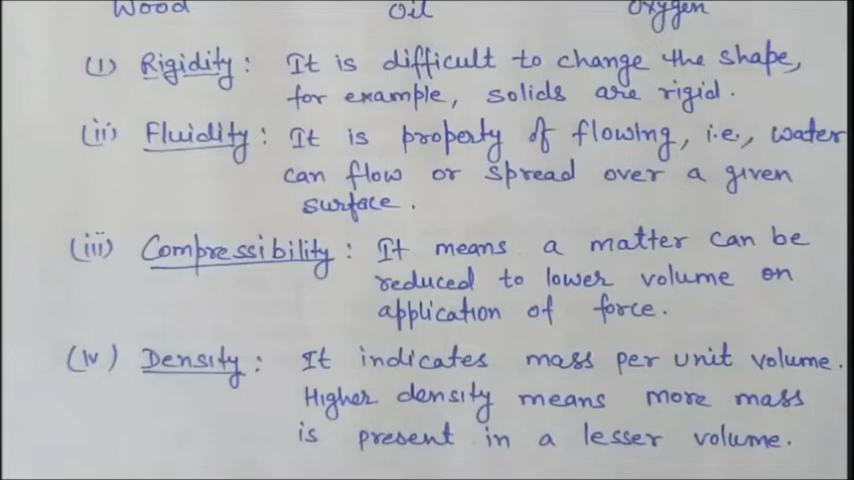 Wood Oil Oxygen
(i) Rigidity : It is difficult to change the shape,
for example, solids are rigid.
(ii) Fluidity : It is property of flowing, i.e., water
can flow or spread over a given
surface.
(iii) Compressibility : It means a matter can be
reduced to lower volume on
application of force.
(iv) Density : It indicates mass per unit volume.
Higher density means more mass
is present in a lesser volume.